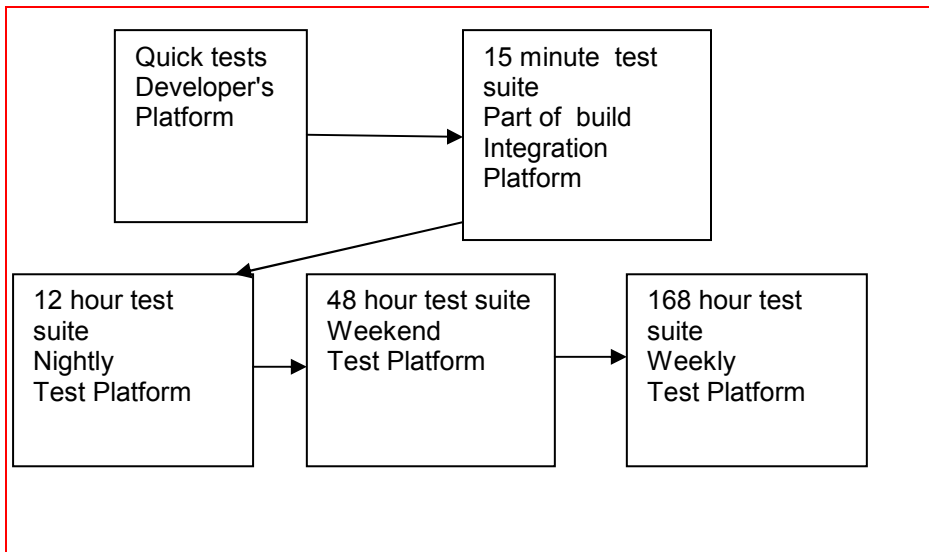 Quick tests
Developer's
Platform
15 minute test
suite
Part of build
Integration
Platform
12 hour test
suite
Nightly
Test Platform
48 hour test suite
Weekend
Test Platform
168 hour test
suite
Weekly
Test Platform